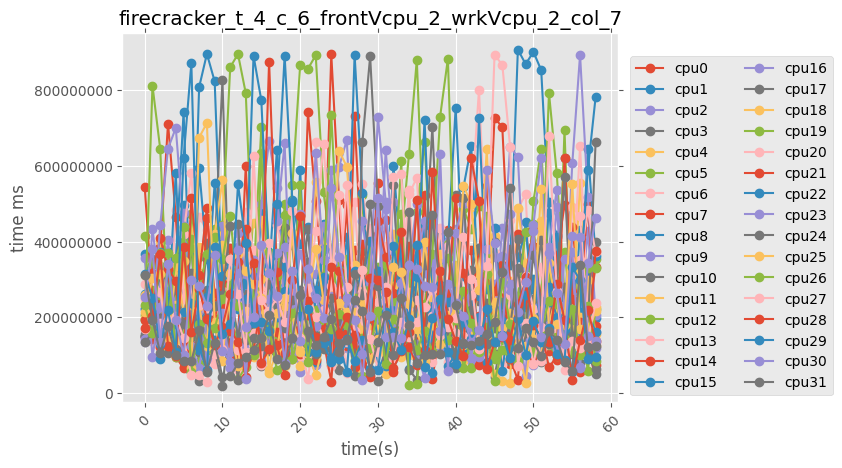 firecracker_t_4_c_6_frontVcpu_2_wrkVcpu_2_col_7
time ms
800000000
600000000
400000000
200000000
0
0
10
20
30
40
50
60
time(s)
cpu0
cpu1
cpu2
cpu3
cpu4
cpu5
cpu6
cpu7
cpu8
cpu9
cpu10
cpu11
cpu12
cpu13
cpu14
cpu15
cpu16
cpu17
cpu18
cpu19
cpu20
cpu21
cpu22
cpu23
cpu24
cpu25
cpu26
cpu27
cpu28
cpu29
cpu30
cpu31